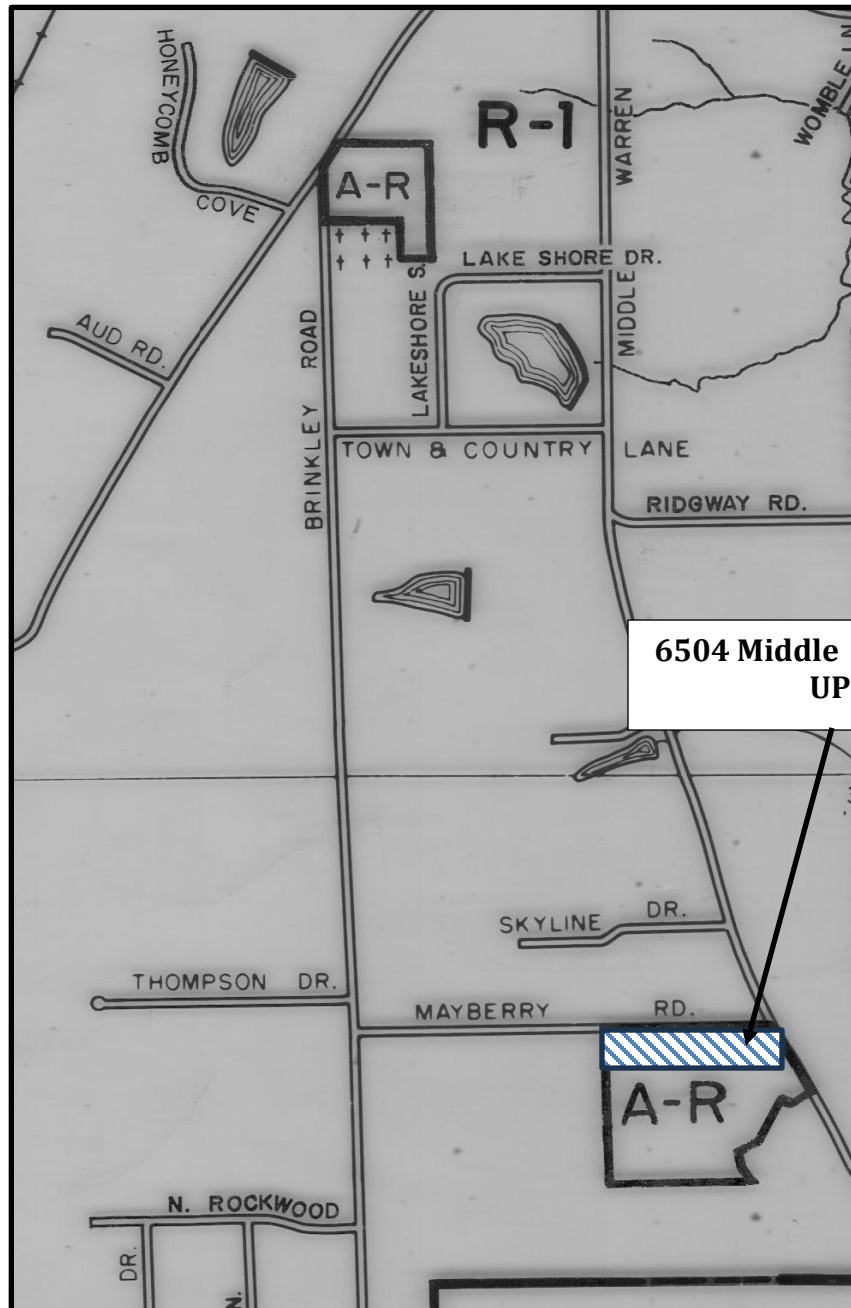 HONEYCOMB
COVE
WOMBLE LN
R-1
WARREN
A-R
LAKE SHORE DR.
LAKESHORE S.
MIDDLE
AUD RD.
BRINKLEY ROAD
TOWN & COUNTRY LANE
RIDGWAY RD.
6504 Middle
UP
SKYLINE DR.
THOMPSON DR.
MAYBERRY RD.
A-R
N. ROCKWOOD
DR.
N.